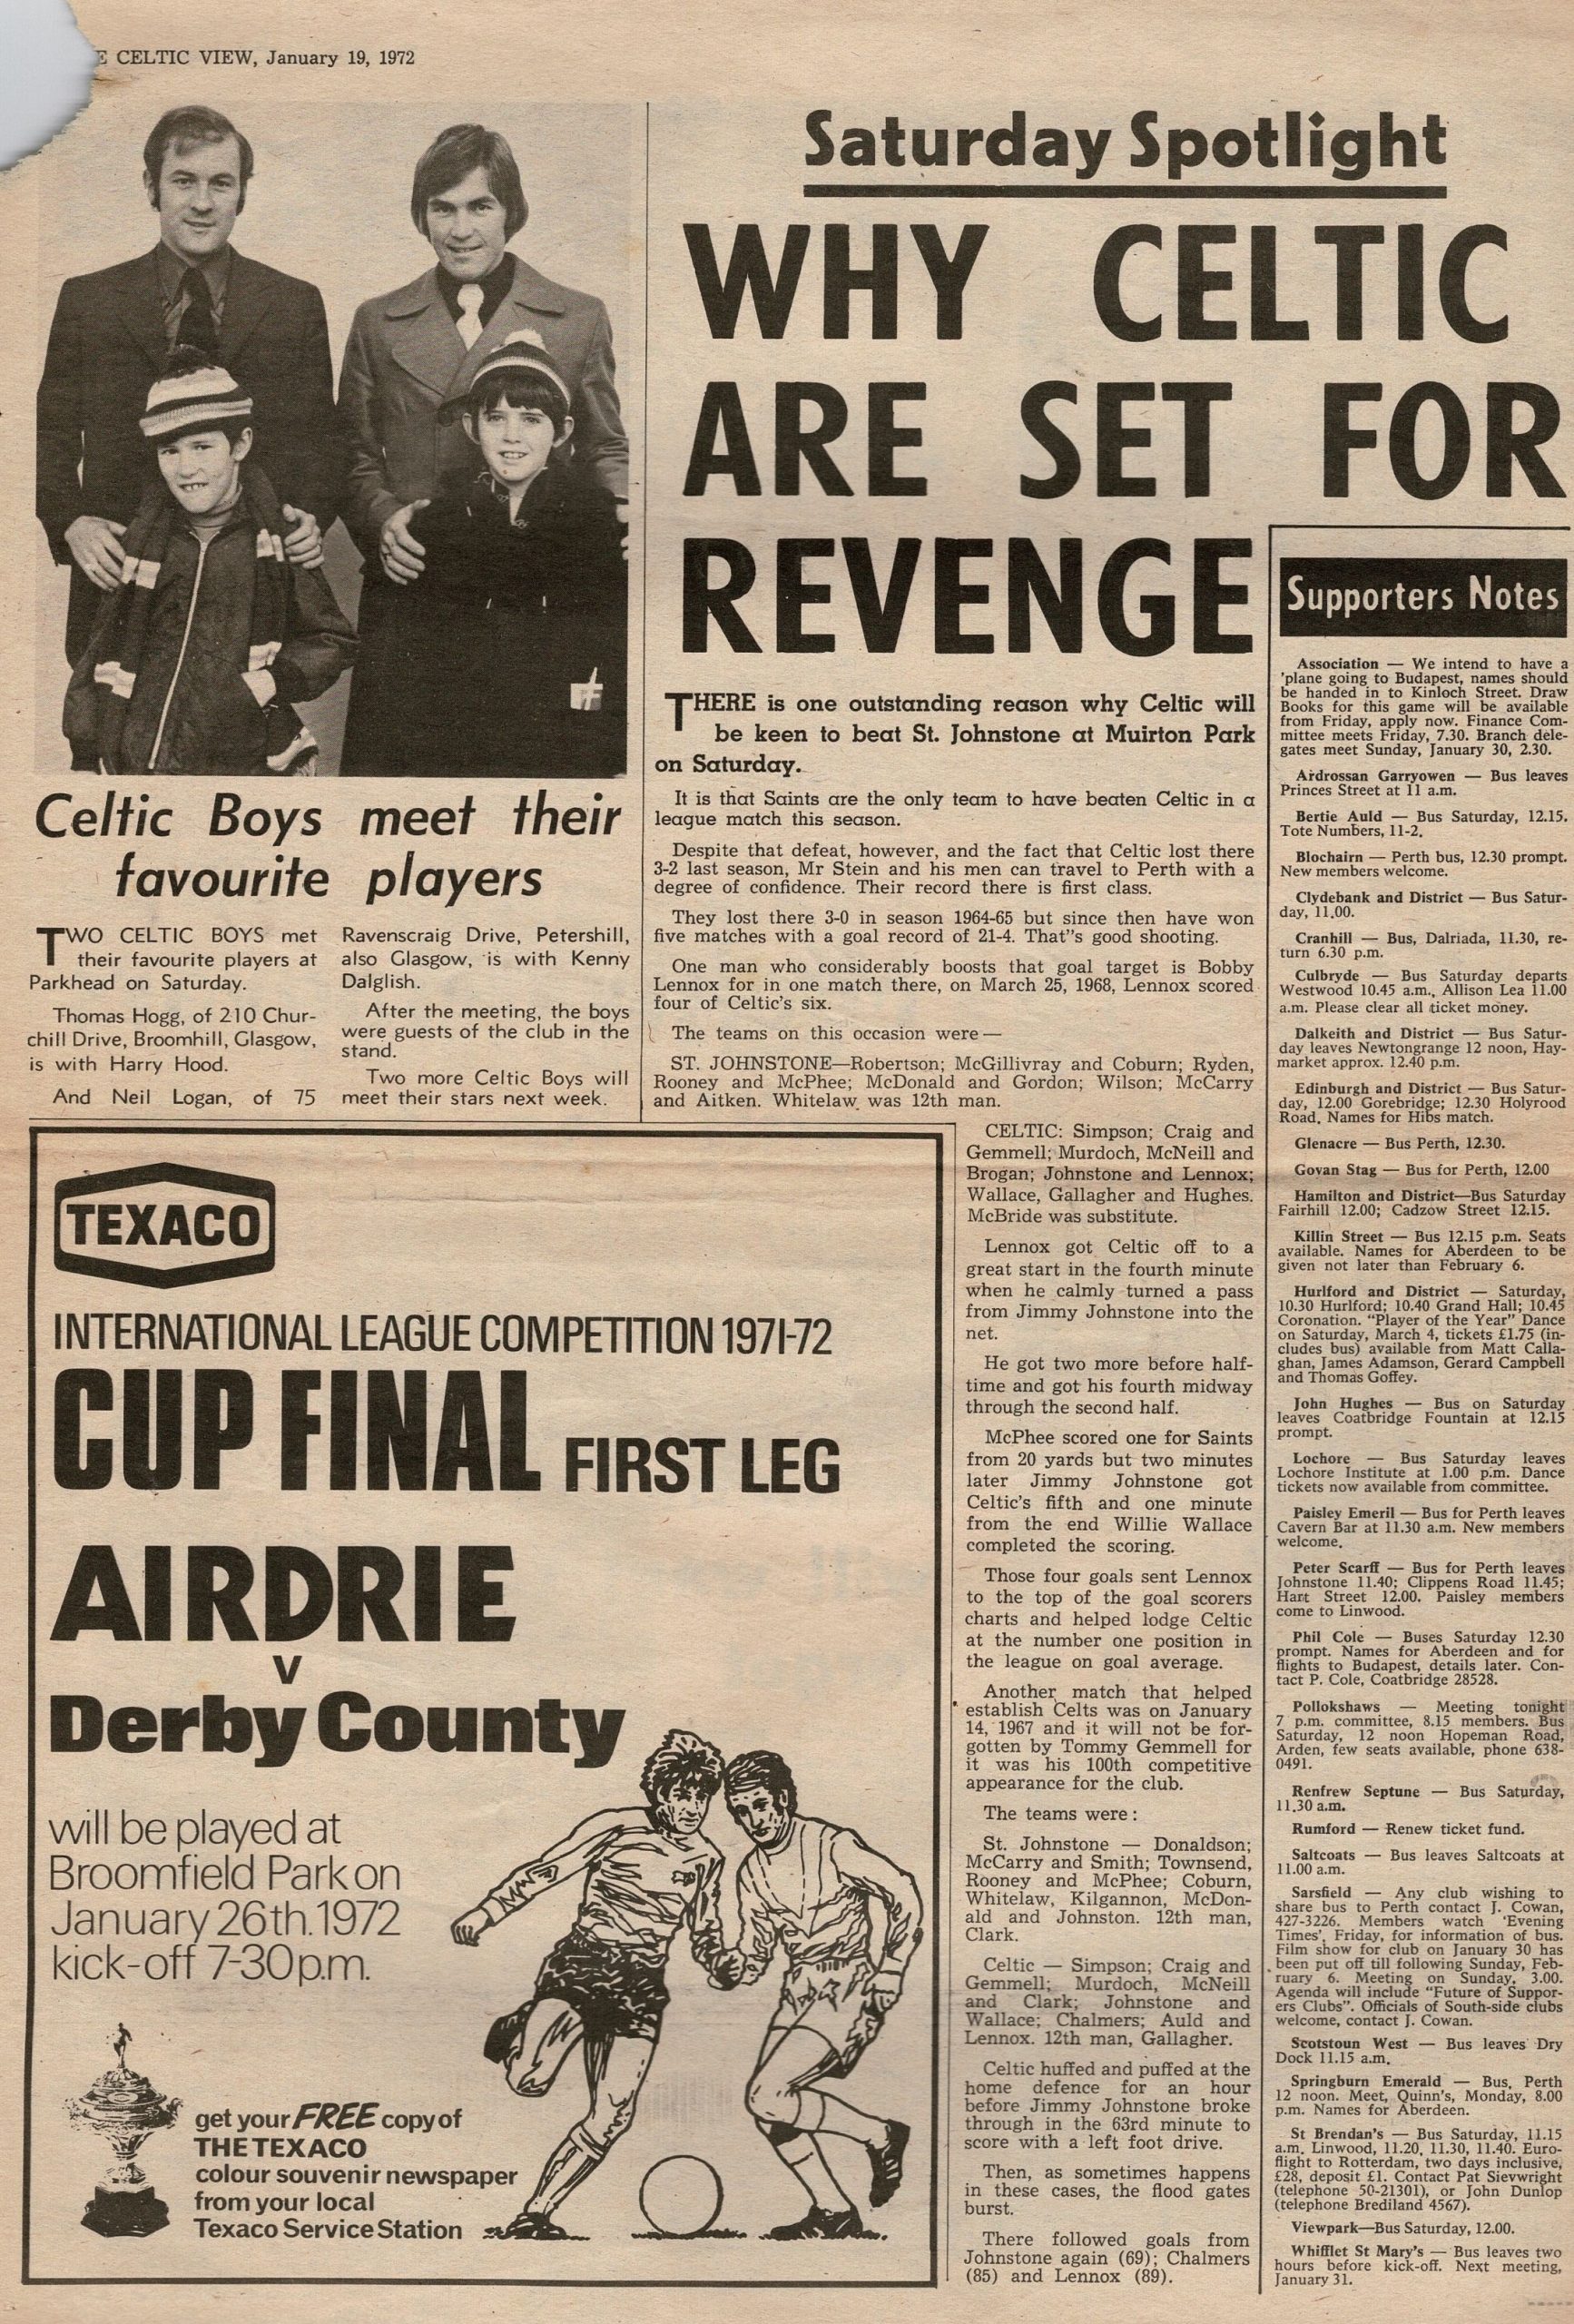 E CELTIC VIEW, January 19, 1972
Celtic Boys meet their
favourite players
TWO CELTIC BOYS met
their favourite players at
Parkhead on Saturday.
Thomas Hogg, of 210 Chur-
chill Drive, Broomhill, Glasgow,
is with Harry Hood.
And Neil Logan, of 75
Ravenscraig Drive, Petershill,
also Glasgow, is with Kenny
Dalglish.
After the meeting, the boys
were guests of the club in the
stand.
Two more Celtic Boys will
meet their stars next week.
Saturday Spotlight
WHY CELTIC
ARE SET FOR
REVENGE
THERE is one outstanding reason why Celtic will
be keen to beat St. Johnstone at Muirton Park
on Saturday.
It is that Saints are the only team to have beaten Celtic in a
league match this season.
Despite that defeat, however, and the fact that Celtic lost there
3-2 last season, Mr Stein and his men can travel to Perth with a
degree of confidence. Their record there is first class.
They lost there 3-0 in season 1964-65 but since then have won
five matches with a goal record of 21-4. That"s good shooting.
One man who considerably boosts that goal target is Bobby
Lennox for in one match there, on March 25, 1968, Lennox scored
four of Celtic's six.
The teams on this occasion were —
ST. JOHNSTONE—Robertson; McGillivray and Coburn; Ryden,
Rooney and McPhee; McDonald and Gordon; Wilson; McCarry
and Aitken. Whitelaw was 12th man.
CELTIC: Simpson; Craig and
Gemmell; Murdoch, McNeill and
Brogan; Johnstone and Lennox;
Wallace, Gallagher and Hughes.
McBride was substitute.
Lennox got Celtic off to a
great start in the fourth minute
when he calmly turned a pass
from Jimmy Johnstone into the
net.
He got two more before half-
time and got his fourth midway
through the second half.
McPhee scored one for Saints
from 20 yards but two minutes
later Jimmy Johnstone got
Celtic's fifth and one minute
from the end Willie Wallace
completed the scoring.
Those four goals sent Lennox
to the top of the goal scorers
charts and helped lodge Celtic
at the number one position in
the league on goal average.
Another match that helped
establish Celts was on January
14, 1967 and it will not be for-
gotten by Tommy Gemmell for
it was his 100th competitive
appearance for the club.
The teams were:
St. Johnstone — Donaldson;
McCarry and Smith; Townsend,
Rooney and McPhee; Coburn,
Whitelaw, Kilgannon, McDon-
ald and Johnston. 12th man,
Clark.
Celtic — Simpson; Craig and
Gemmell; Murdoch, McNeill
and Clark; Johnstone and
Wallace; Chalmers; Auld and
Lennox. 12th man, Gallagher.
Celtic huffed and puffed at the
home defence for an hour
before Jimmy Johnstone broke
through in the 63rd minute to
score with a left foot drive.
Then, as sometimes happens
in these cases, the flood gates
burst.
There followed goals from
Johnstone again (69); Chalmers
(85) and Lennox (89).
Supporters Notes
Association — We intend to have a
'plane going to Budapest, names should
be handed in to Kinloch Street. Draw
Books for this game will be available
from Friday, apply now. Finance Com-
mittee meets Friday, 7.30. Branch dele-
gates meet Sunday, January 30, 2.30.
Ardrossan Garryowen — Bus leaves
Princes Street at 11 a.m.
Bertie Auld — Bus Saturday, 12.15.
Tote Numbers, 11-2.
Blochairn — Perth bus, 12.30 prompt.
New members welcome.
Clydebank and District — Bus Satur-
day, 11.00.
Cranhill — Bus, Dalriada, 11.30, re-
turn 6.30 p.m.
Culbryde — Bus Saturday departs
Westwood 10.45 a.m., Allison Lea 11.00
a.m. Please clear all ticket money.
Dalkeith and District — Bus Satur-
day leaves Newtongrange 12 noon, Hay-
market approx. 12.40 p.m.
Edinburgh and District — Bus Satur-
day, 12.00 Gorebridge; 12.30 Holyrood
Road. Names for Hibs match.
Glenacre — Bus Perth, 12.30.
Govan Stag — Bus for Perth, 12.00
Hamilton and District—Bus Saturday
Fairhill 12.00; Cadzow Street 12.15.
Killin Street — Bus 12.15 p.m. Seats
available. Names for Aberdeen to be
given not later than February 6.
Hurlford and District — Saturday,
10.30 Hurlford; 10.40 Grand Hall; 10.45
Coronation. "Player of the Year" Dance
on Saturday, March 4, tickets £1.75 (in-
cludes bus) available from Matt Calla-
ghan, James Adamson, Gerard Campbell
and Thomas Goffey.
John Hughes — Bus on Saturday
leaves Coatbridge Fountain at 12.15
prompt.
Lochore — Bus Saturday leaves
Lochore Institute at 1.00 p.m. Dance
tickets now available from committee.
Paisley Emeril — Bus for Perth leaves
Cavern Bar at 11.30 a.m. New members
welcome.
Peter Scarff — Bus for Perth leaves
Johnstone 11.40; Clippens Road 11.45;
Hart Street 12.00. Paisley members
come to Linwood.
Phil Cole — Buses Saturday 12.30
prompt. Names for Aberdeen and for
flights to Budapest, details later. Con-
tact P. Cole, Coatbridge 28528.
Pollokshaws — Meeting tonight
7 p.m. committee, 8.15 members. Bus
Saturday, 12 noon Hopeman Road,
Arden, few seats available, phone 638-
0491.
Renfrew Septune — Bus Saturday,
11.30 a.m.
Rumford — Renew ticket fund.
Saltcoats — Bus leaves Saltcoats at
11.00 a.m.
Sarsfield — Any club wishing to
share bus to Perth contact J. Cowan,
427-3226. Members watch 'Evening
Times', Friday, for information of bus.
Film show for club on January 30 has
been put off till following Sunday, Feb-
ruary 6. Meeting on Sunday, 3.00.
Agenda will include "Future of Suppor-
ers Clubs". Officials of South-side clubs
welcome, contact J. Cowan.
Scotstoun West — Bus leaves Dry
Dock 11.15 a.m.
Springburn Emerald — Bus, Perth
12 noon. Meet, Quinn's, Monday, 8.00
p.m. Names for Aberdeen.
St Brendan's — Bus Saturday, 11.15
a.m. Linwood, 11.20, 11.30, 11.40. Euro-
flight to Rotterdam, two days inclusive,
£28, deposit £1. Contact Pat Sievwright
(telephone 50-21301), or John Dunlop
(telephone Brediland 4567).
Viewpark—Bus Saturday, 12.00.
Whifflet St Mary's — Bus leaves two
hours before kick-off. Next meeting,
January 31.
TEXACO
INTERNATIONAL LEAGUE COMPETITION 1971-72
CUP FINAL FIRST LEG
AIRDRIE
v
Derby County
will be played at
Broomfield Park on
January 26th. 1972
kick-off 7-30 p.m.
get your FREE copy of
THE TEXACO
colour souvenir newspaper
from your local
Texaco Service Station